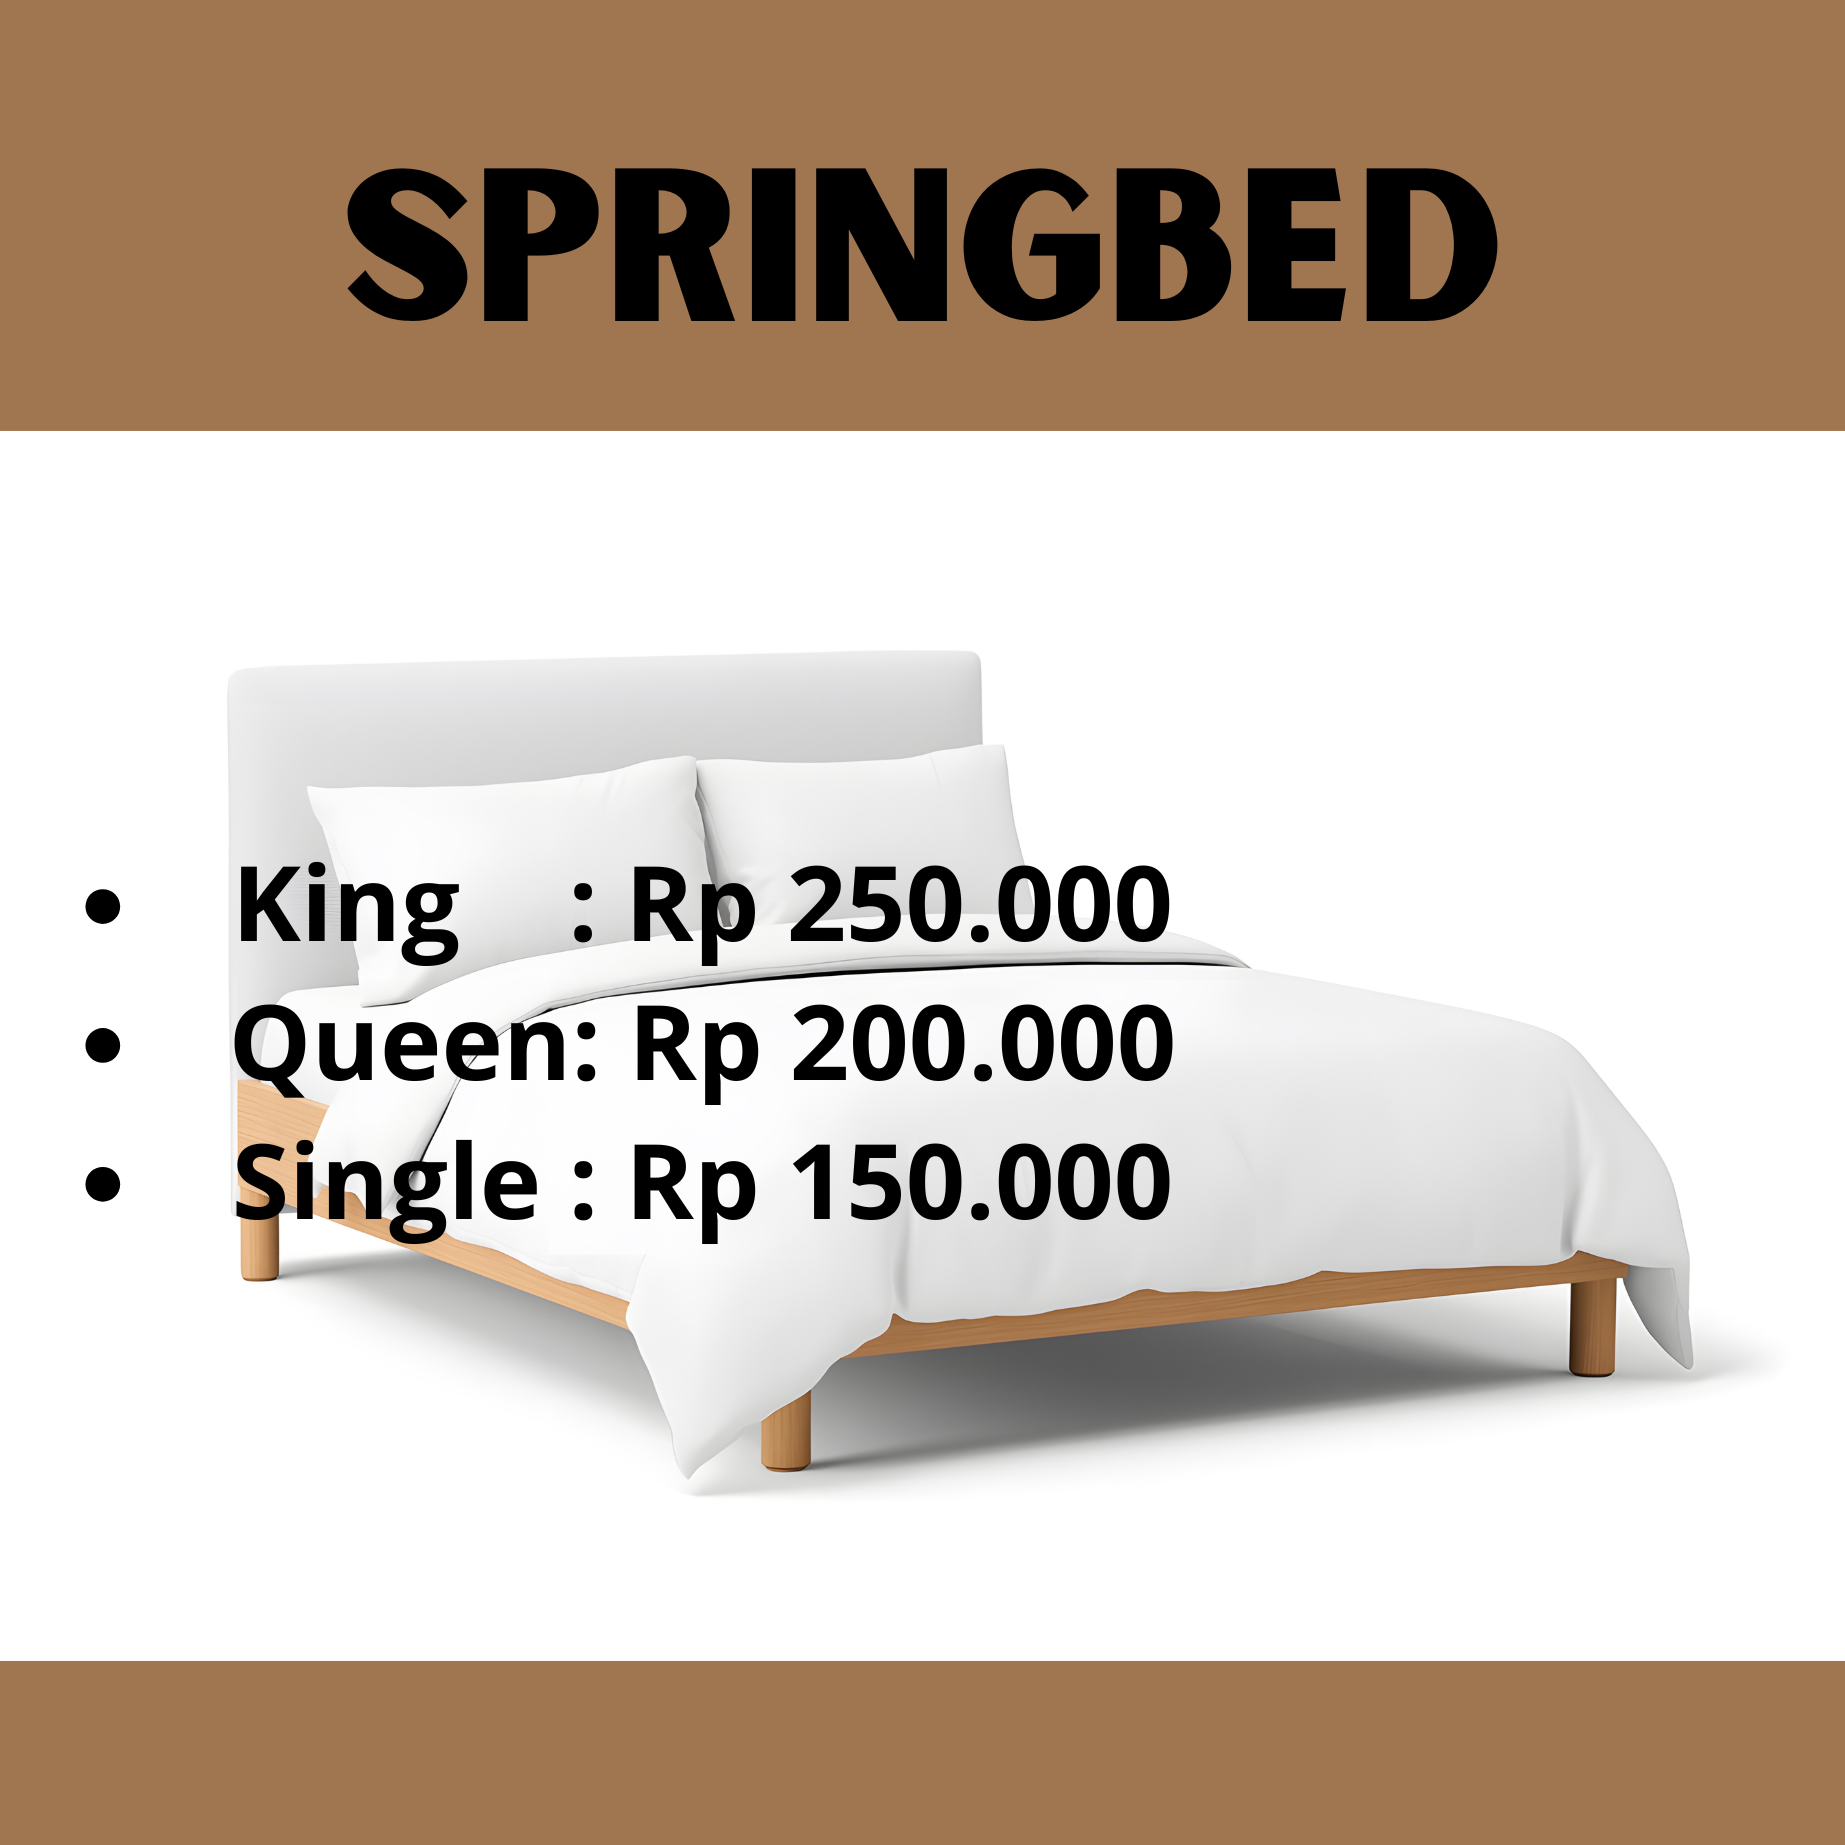 SPRINGBED
• King : Rp 250.000
• Queen: Rp 200.000
• Single : Rp 150.000